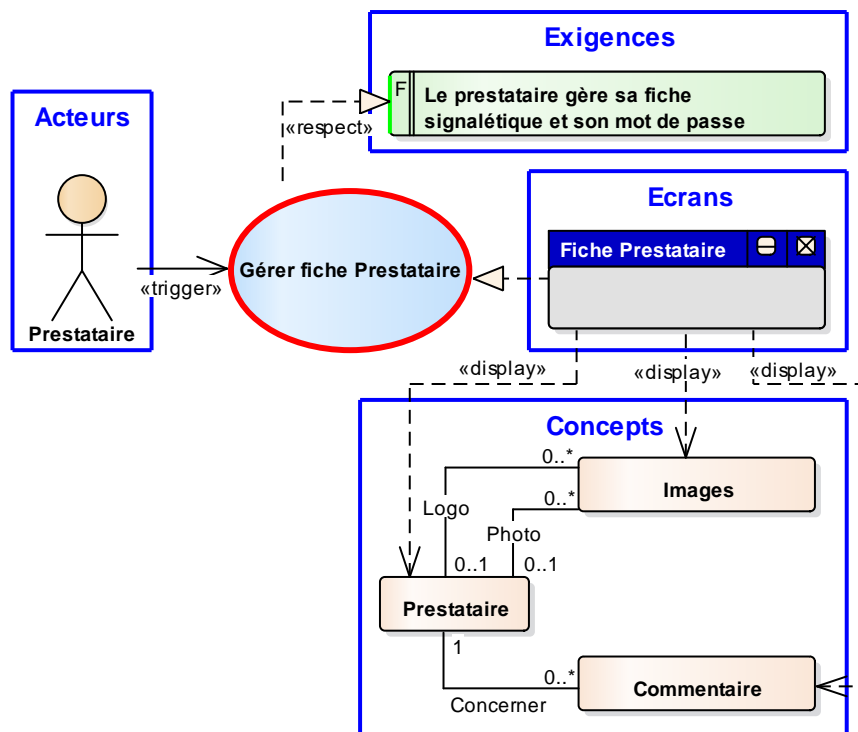 Exigences
F
Le prestataire gère sa fiche
signalétique et son mot de passe
«respect»
Acteurs
Prestataire
«trigger»
Gérer fiche Prestataire
Ecrans
Fiche Prestataire
«display»
«display»
«display»
Concepts
0..*
Images
Logo
0..*
Photo
0..1
0..1
Prestataire
1
0..*
Commentaire
Concerner